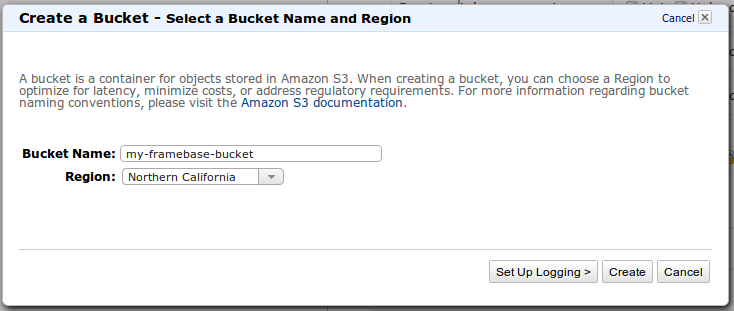 Create a Bucket - Select a Bucket Name and Region
Cancel
A bucket is a container for objects stored in Amazon S3. When creating a bucket, you can choose a Region to
optimize for latency, minimize costs, or address regulatory requirements. For more information regarding bucket
naming conventions, please visit the Amazon S3 documentation.
Bucket Name: my-framebase-bucket
Region: Northern California
Set Up Logging > Create Cancel